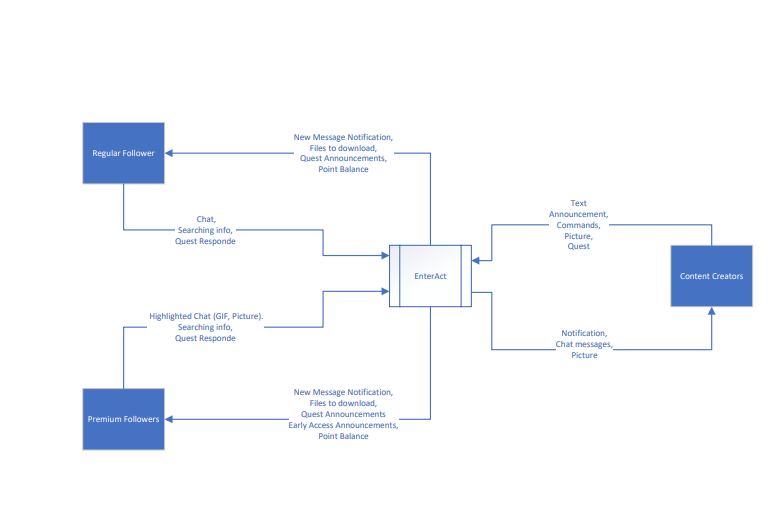 New Message Notification,
Files to download,
Quest Announcements,
Point Balance
Regular Follower
Chat,
Searching info,
Quest Responde
Text
Announcement,
Commands,
Picture,
Quest
EnterAct
Content Creators
Highlighted Chat (GIF, Picture).
Searching info,
Quest Responde
Notification,
Chat messages,
Picture
Premium Followers
New Message Notification,
Files to download,
Quest Announcements
Early Access Announcements,
Point Balance